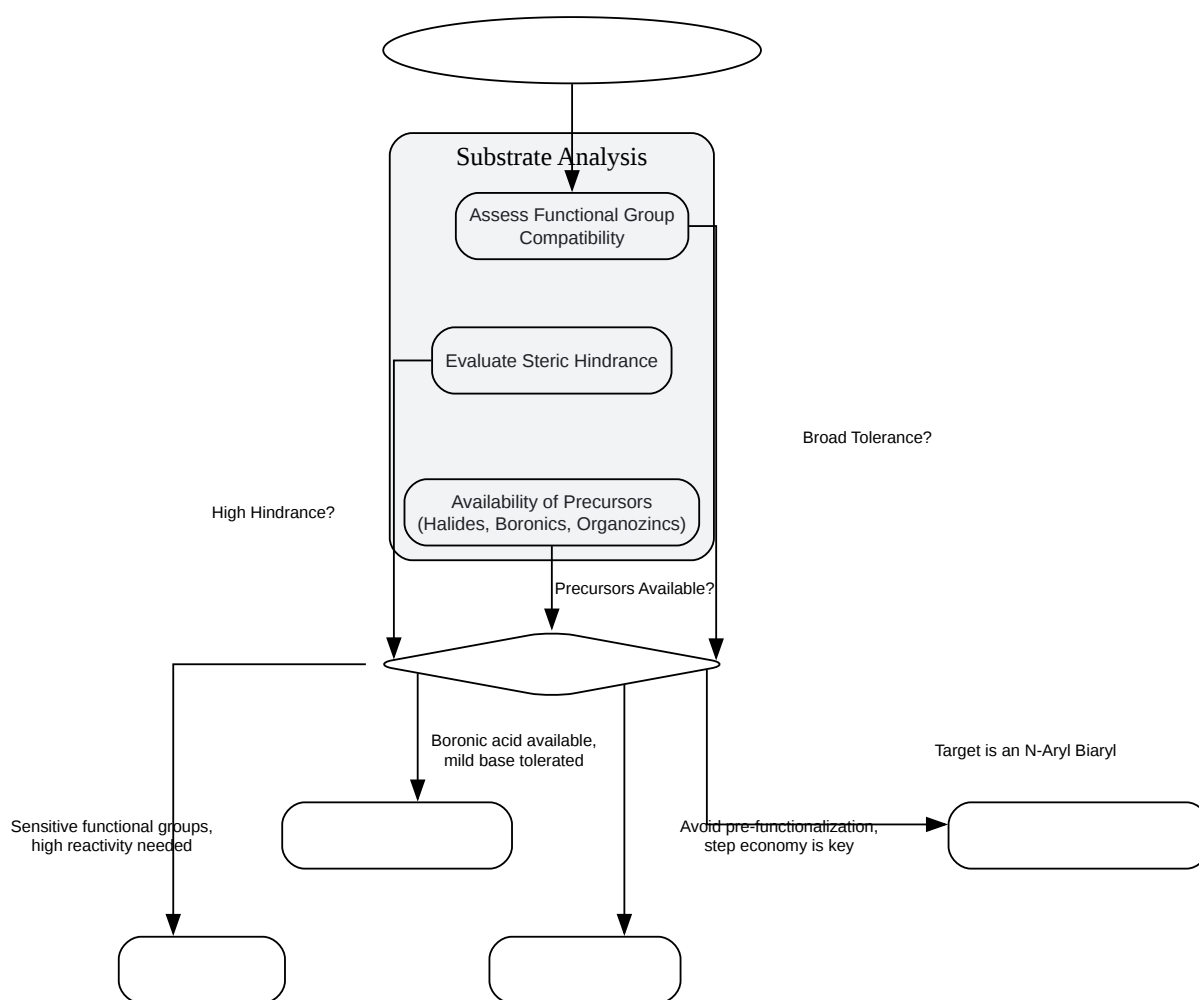 Substrate Analysis
Assess Functional Group
Compatibility
Evaluate Steric Hindrance
Broad Tolerance?
High Hindrance?
Availability of Precursors
(Halides, Boronics, Organozincs)
Precursors Available?
Boronic acid available,
mild base tolerated
Target is an N-Aryl Biaryl
Sensitive functional groups,
high reactivity needed
Avoid pre-functionalization,
step economy is key